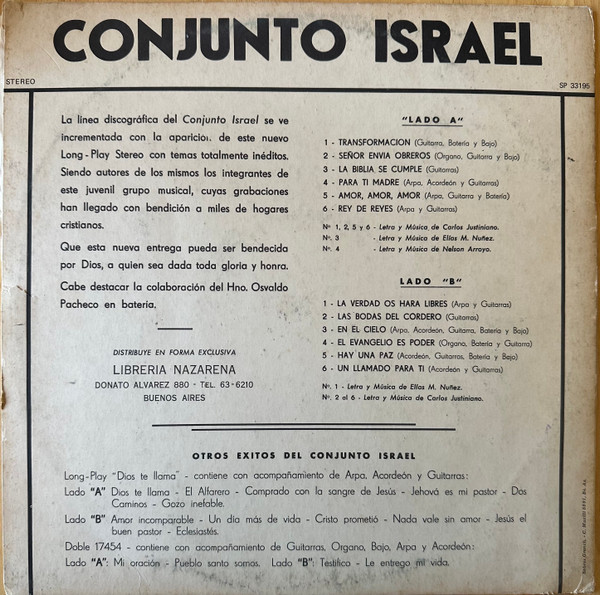 CONJUNTO ISRAEL
STEREO
SP 33195
La línea discográfica del Conjunto Israel se ve
incrementada con la aparición, de este nuevo
Long-Play Stereo con temas totalmente inéditos.
Siendo autores de los mismos los integrantes de
este juvenil grupo musical, cuyas grabaciones
han llegado con bendición a miles de hogares
cristianos.
Que esta nueva entrega pueda ser bendecida
por Dios, a quien sea dada toda gloria y honra.
Cabe destacar la colaboración del Hno. Osvaldo
Pacheco en batería.
DISTRIBUYE EN FORMA EXCLUSIVA
LIBRERIA NAZARENA
DONATO ALVAREZ 880 - TEL. 63-6210
BUENOS AIRES
"LADO A"
1 - TRANSFORMACION (Guitarra, Batería y Bajo)
2 - SEÑOR ENVIA OBREROS (Organo, Guitarra y Bajo)
3 - LA BIBLIA SE CUMPLE (Guitarras)
4 - PARA TI MADRE (Arpa, Acordeón y Guitarras)
5 - AMOR, AMOR, AMOR (Arpa, Guitarra y Batería)
6 - REY DE REYES (Arpa y Guitarras)
Nº. 1, 2, 5 y 6 - Letra y Música de Carlos Justiniano.
Nº. 3 - Letra y Música de Elías M. Nuñez.
Nº. 4 - Letra y Música de Nelson Arroyo.
LADO "B"
1 - LA VERDAD OS HARA LIBRES (Arpa y Guitarras)
2 - LAS BODAS DEL CORDERO (Guitarras)
3 - EN EL CIELO (Arpa, Acordeón, Guitarra, Batería y Bajo)
4 - EL EVANGELIO ES PODER (Organo, Batería y Guitarra)
5 - HAY UNA PAZ (Acordeón, Guitarras, Batería y Bajo)
6 - UN LLAMADO PARA TI (Acordeón y Guitarras)
Nº. 1 - Letra y Música de Elías M. Nuñez.
Nº. 2 al 6 - Letra y Música de Carlos Justiniano.
OTROS EXITOS DEL CONJUNTO ISRAEL
Long-Play "Dios te llama" - contiene con acompañamiento de Arpa, Acordeón y Guitarras:
Lado "A" Dios te llama - El Alfarero - Comprado con la sangre de Jesús - Jehová es mi pastor - Dos
Caminos - Gozo inefable.
Lado "B" Amor incomparable - Un día más de vida - Cristo prometió - Nada vale sin amor - Jesús el
buen pastor - Eclesiastés.
Doble 17454 - contiene con acompañamiento de Guitarras, Organo, Bajo, Arpa y Acordeón:
Lado "A": Mi oración - Pueblo santo somos. Lado "B": Testifico - Le entrego mi vida.